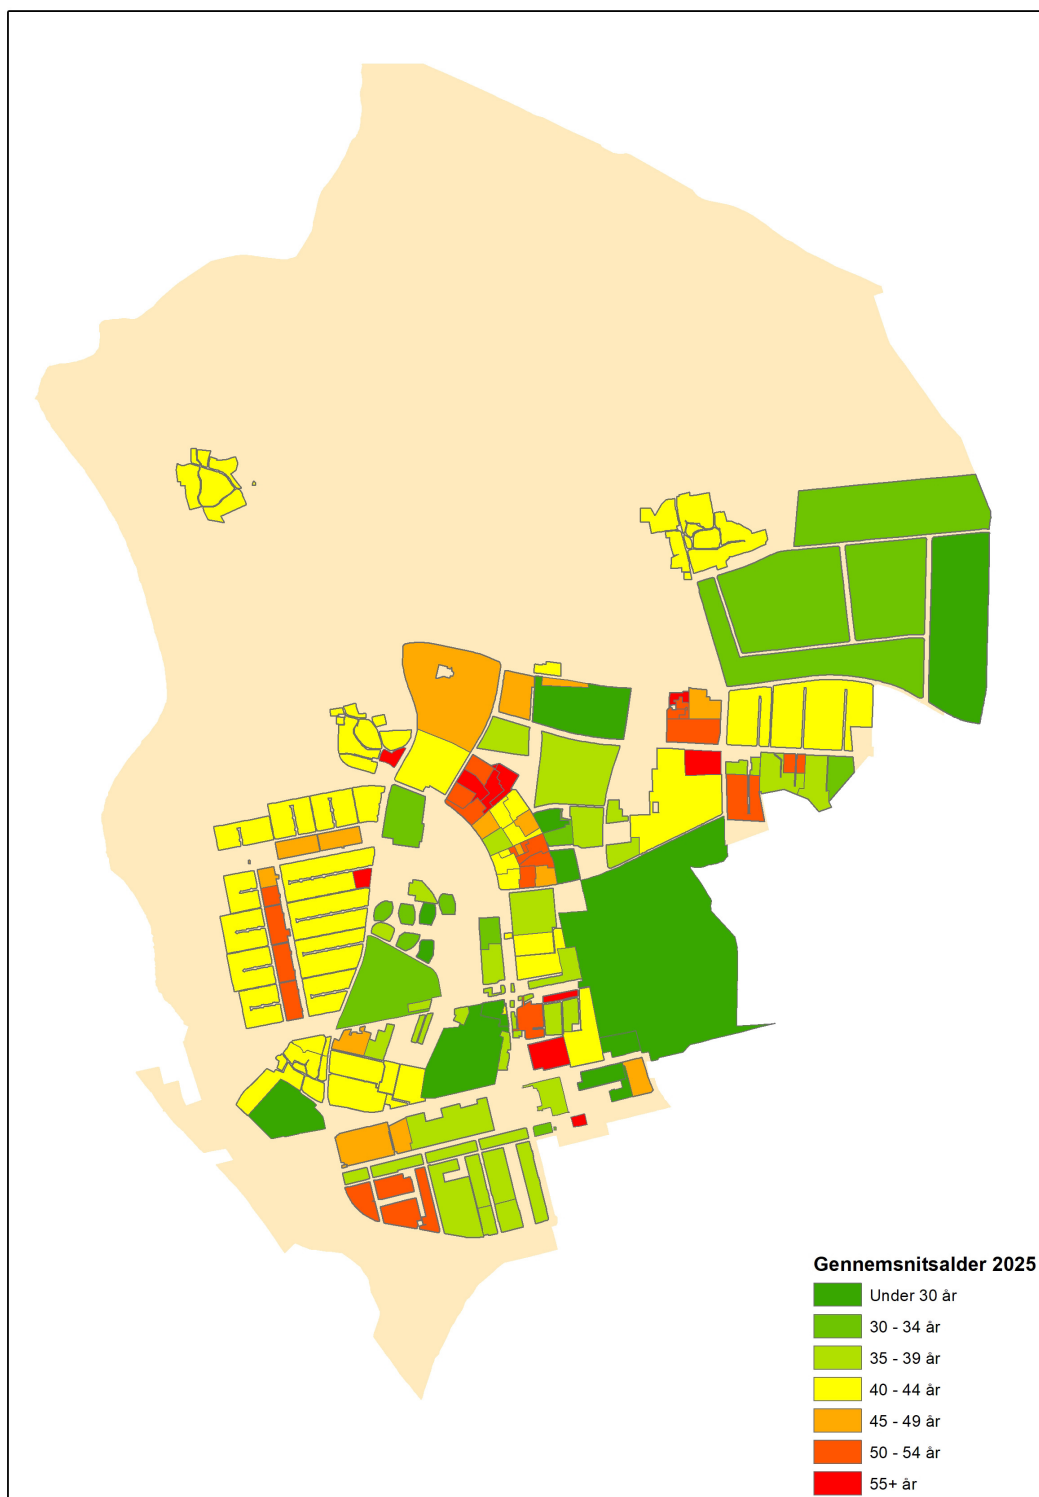 Gennemsnitsalder 2025
Under 30 år
30 - 34 år
35 - 39 år
40 - 44 år
45 - 49 år
50 - 54 år
55+ år